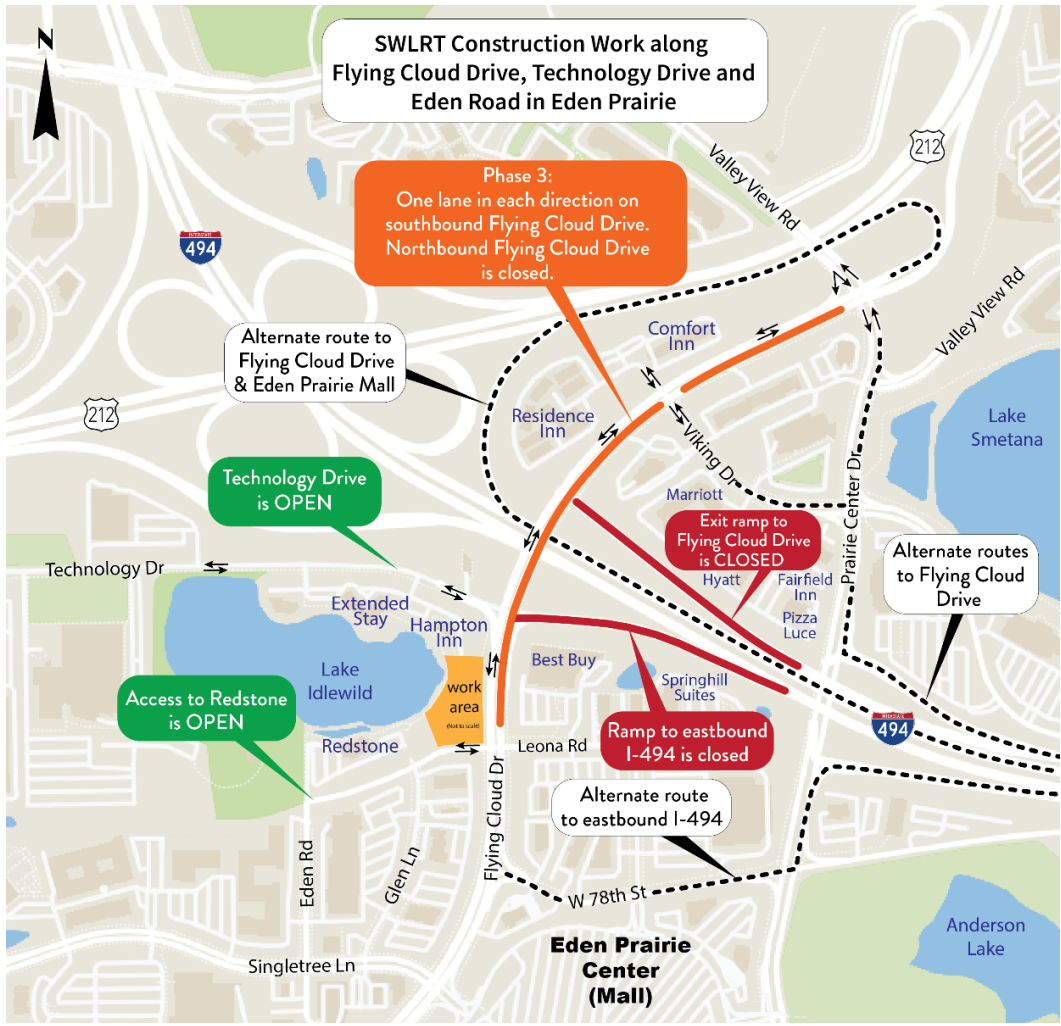 N
SWLRT Construction Work along
Flying Cloud Drive, Technology Drive and
Eden Road in Eden Prairie
212
Valley View Rd
Phase 3:
One lane in each direction on
southbound Flying Cloud Drive.
Northbound Flying Cloud Drive
is closed.
INTERSTATE
494
Valley View Rd
Alternate route to
Flying Cloud Drive
& Eden Prairie Mall
Comfort
Inn
212
Residence
Inn
Lake
Smetana
Viking Dr
Technology Drive
is OPEN
Marriott
Prairie Center Dr
Exit ramp to
Flying Cloud Drive
is CLOSED
Alternate routes
to Flying Cloud
Drive
Technology Dr
Hyatt
Fairfield
Inn
Extended
Stay
Hampton
Inn
Pizza
Luce
Best Buy
Lake
Idlewild
work
area
(Not to scale)
Springhill
Suites
Access to Redstone
is OPEN
Ramp to eastbound
I-494 is closed
INTERSTATE
494
Redstone
Leona Rd
Flying Cloud Dr
Alternate route
to eastbound I-494
Eden Rd
Glen Ln
W 78th St
Anderson
Lake
Eden Prairie
Center
(Mall)
Singletree Ln